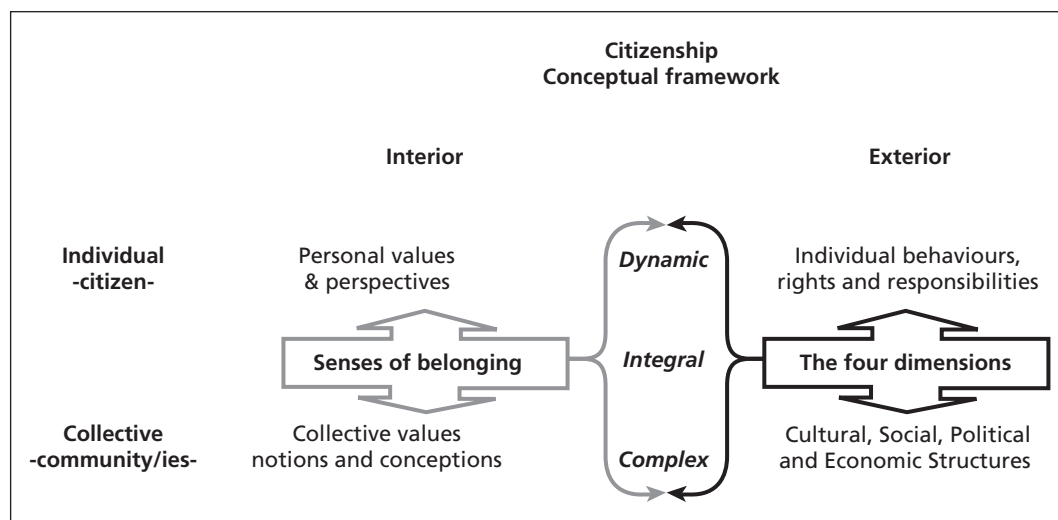 Citizenship
Conceptual framework
Interior
Exterior
Individual
-citizen-
Personal values
& perspectives
Dynamic
Individual behaviours,
rights and responsibilities
Senses of belonging
Integral
The four dimensions
Collective
-community/ies-
Collective values
notions and conceptions
Complex
Cultural, Social, Political
and Economic Structures